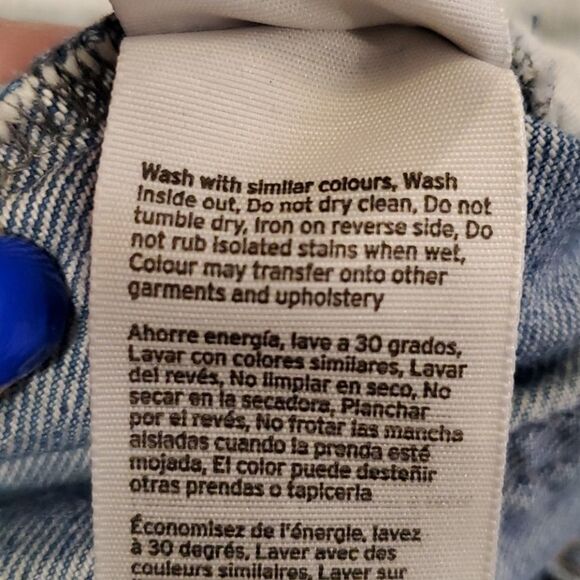 Wash with similar colours, Wash
inside out, Do not dry clean, Do not
tumble dry, Iron on reverse side, Do
not rub isolated stains when wet,
Colour may transfer onto other
garments and upholstery
Ahorre energía, lave a 30 grados,
Lavar con colores similares, Lavar
del revés, No limpiar en seco, No
secar en la secadora, Planchar
por el revés, No frotar las mancha
aisladas cuando la prenda esté
mojada, El color puede desteñir
otras prendas o tapicería
Économisez de l'énergie, lavez
à 30 degrés, Laver avec des
couleurs similaires, Laver sur